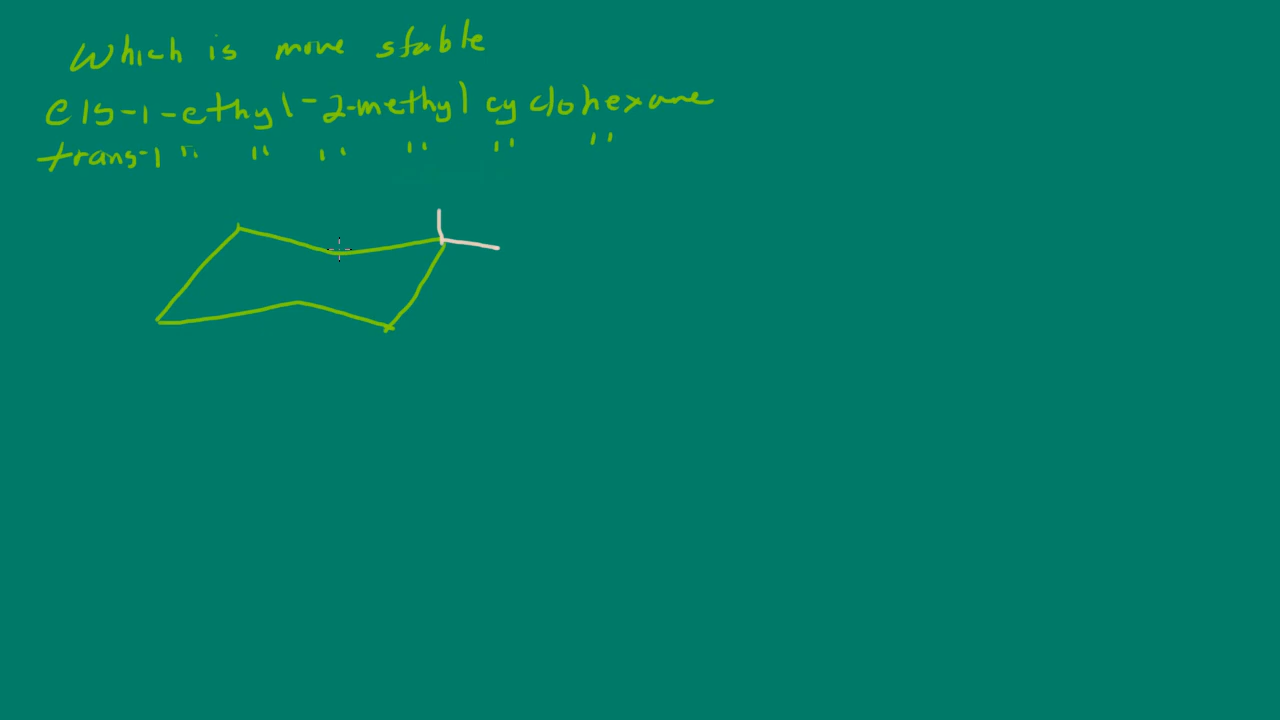 Which is more stable
cis-1-ethyl-2-methyl cyclohexane
trans-1 " " " " " "